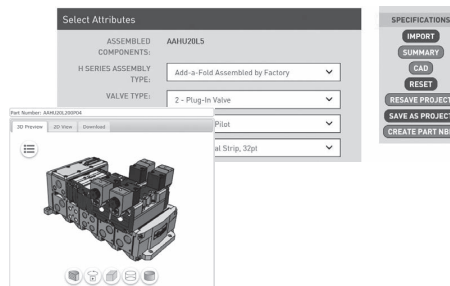 Select Attributes
ASSEMBLED COMPONENTS: AAHU20L5
H SERIES ASSEMBLY TYPE: Add-a-Fold Assembled by Factory
VALVE TYPE: 2 - Plug-In Valve
Pilot
al Strip, 32pt
Part Number: AAHU20L200P04
3D Preview 2D View Download
SPECIFICATIONS
IMPORT
SUMMARY
CAD
RESET
RESAVE PROJECT
SAVE AS PROJECT
CREATE PART NBR